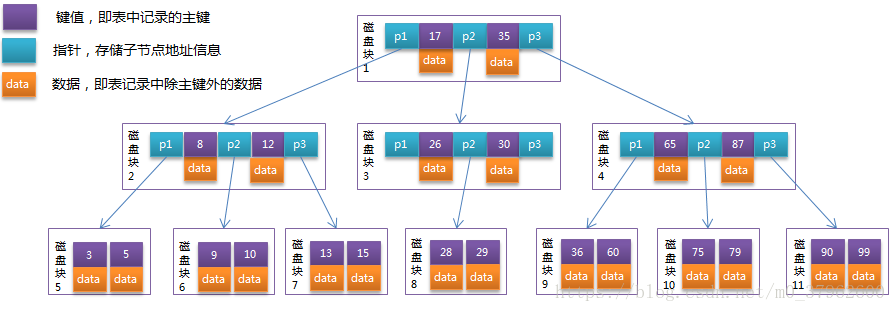 键值，即表中记录的主键
指针，存储子节点地址信息
data 数据，即表记录中除主键外的数据
磁盘块1
p1 17 p2 35 p3
data data
磁盘块2
p1 8 p2 12 p3
data data
磁盘块3
p1 26 p2 30 p3
data data
磁盘块4
p1 65 p2 87 p3
data data
磁盘块5
3 5
data data
磁盘块6
9 10
data data
磁盘块7
13 15
data data
磁盘块8
28 29
data data
磁盘块9
36 60
data data
磁盘块10
75 79
data data
磁盘块11
90 99
data data